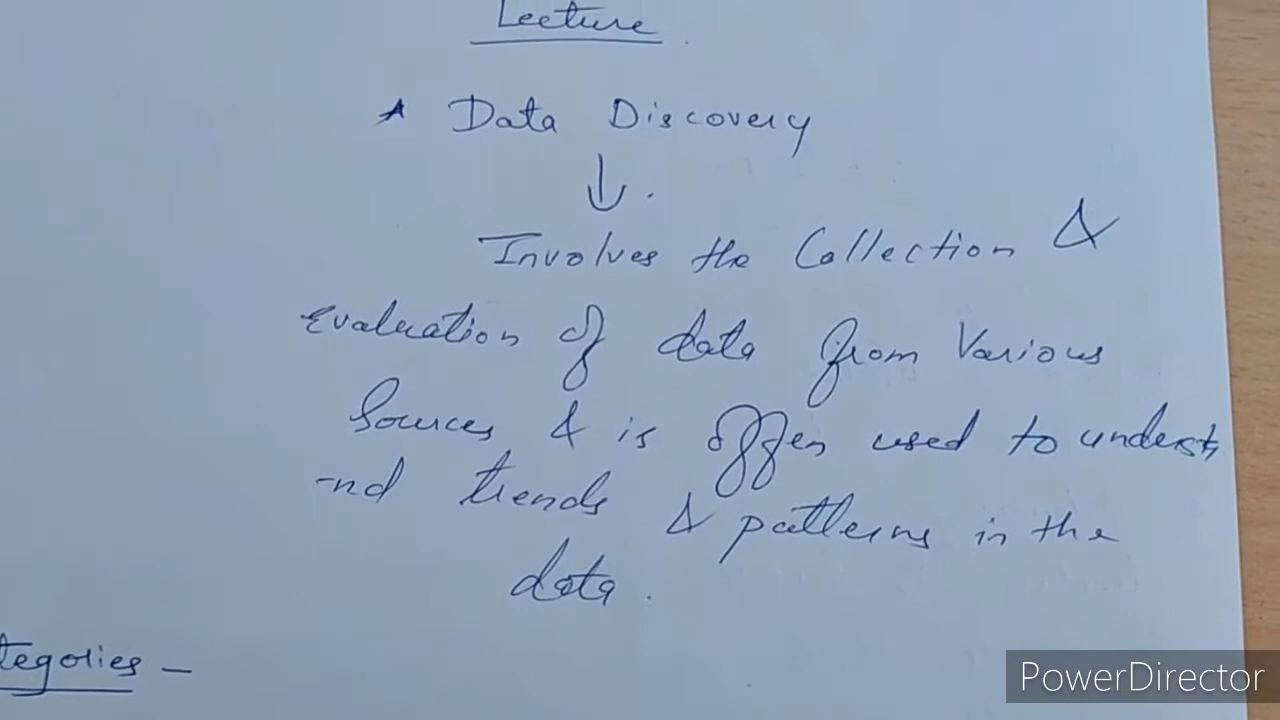 Lecture
* Data Discovery
↓
Involves the Collection &
evaluation of data from Various
Sources & is often used to understa
-nd trends & patterns in the
data.
tegories -
PowerDirector